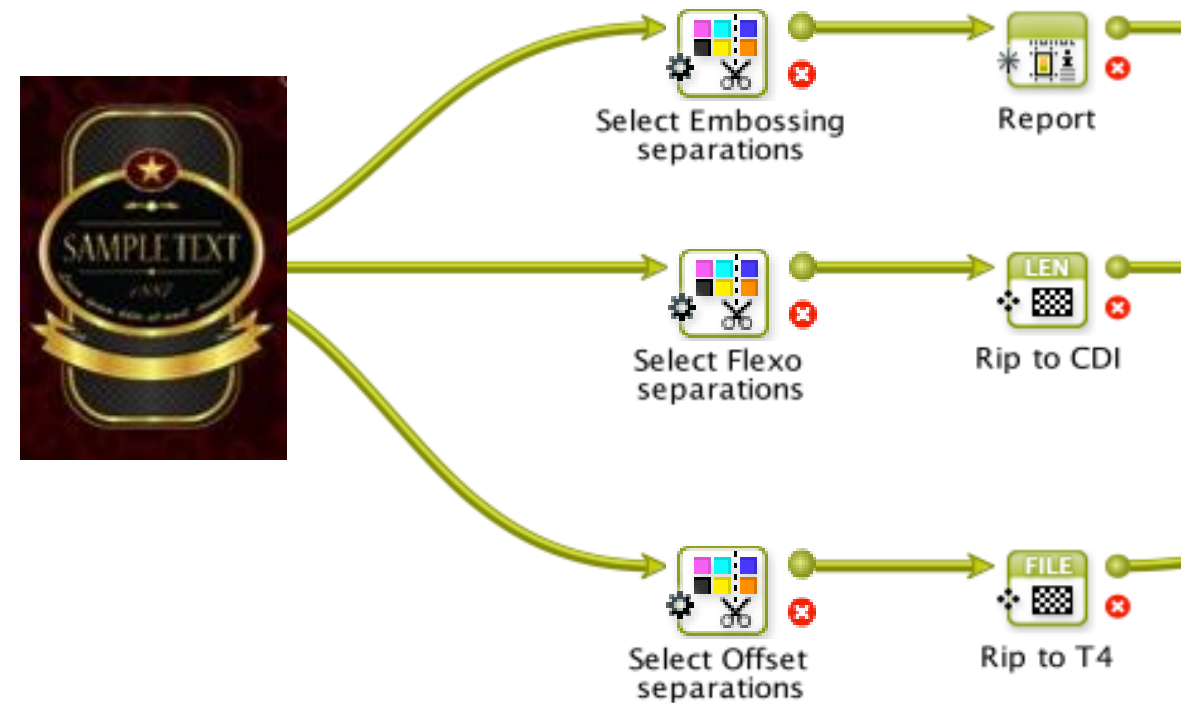 Select Embossing
separations
Report
SAMPLE TEXT
1887
LEN
Select Flexo
separations
Rip to CDI
FILE
Select Offset
separations
Rip to T4